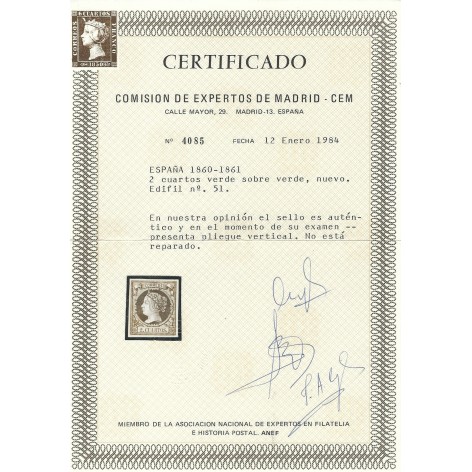 CORREOS
FRANCO
CERTIFICADO
COMISION DE EXPERTOS DE MADRID - CEM
CALLE MAYOR, 29. MADRID-13. ESPAÑA
Nº 4085 FECHA 12 Enero 1984
ESPAÑA 1860-1861
2 cuartos verde sobre verde, nuevo.
Edifil nº. 51.
En nuestra opinión el sello es autén-
tico y en el momento de su examen --
presenta pliegue vertical. No está
reparado.
MIEMBRO DE LA ASOCIACION NACIONAL DE EXPERTOS EN FILATELIA
E HISTORIA POSTAL. ANEF